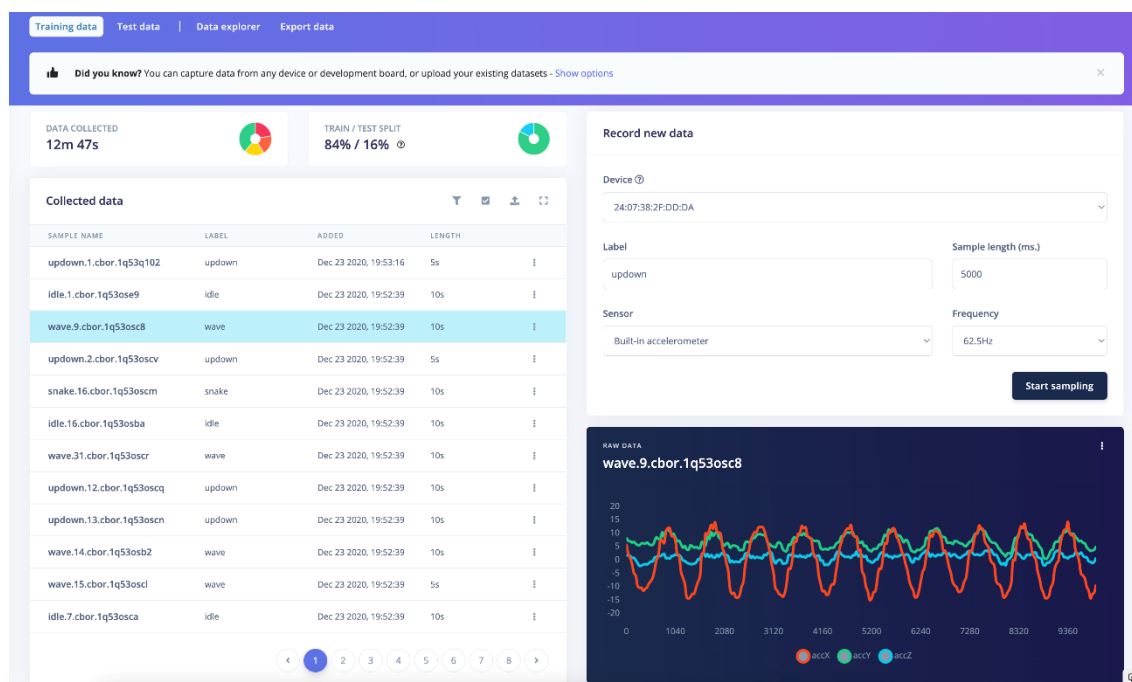 Training data Test data | Data explorer Export data
Did you know? You can capture data from any device or development board, or upload your existing datasets - Show options
DATA COLLECTED
12m 47s
TRAIN / TEST SPLIT
84% / 16%
Collected data
SAMPLE NAME LABEL ADDED LENGTH
updown.1.cbor.1q53q102 updown Dec 23 2020, 19:53:16 5s
idle.1.cbor.1q53ose9 idle Dec 23 2020, 19:52:39 10s
wave.9.cbor.1q53osc8 wave Dec 23 2020, 19:52:39 10s
updown.2.cbor.1q53oscv updown Dec 23 2020, 19:52:39 5s
snake.16.cbor.1q53oscm snake Dec 23 2020, 19:52:39 10s
idle.16.cbor.1q53osba idle Dec 23 2020, 19:52:39 10s
wave.31.cbor.1q53oscr wave Dec 23 2020, 19:52:39 10s
updown.12.cbor.1q53oscq updown Dec 23 2020, 19:52:39 10s
updown.13.cbor.1q53oscn updown Dec 23 2020, 19:52:39 10s
wave.14.cbor.1q53osb2 wave Dec 23 2020, 19:52:39 10s
wave.15.cbor.1q53oscl wave Dec 23 2020, 19:52:39 5s
idle.7.cbor.1q53osca idle Dec 23 2020, 19:52:39 10s
1 2 3 4 5 6 7 8
Record new data
Device
24:07:38:2F:DD:DA
Label Sample length (ms.)
updown 5000
Sensor Frequency
Built-in accelerometer 62.5Hz
Start sampling
RAW DATA
wave.9.cbor.1q53osc8
20
15
10
5
0
-5
-10
-15
-20
0 1040 2080 3120 4160 5200 6240 7280 8320 9360
accX accY accZ